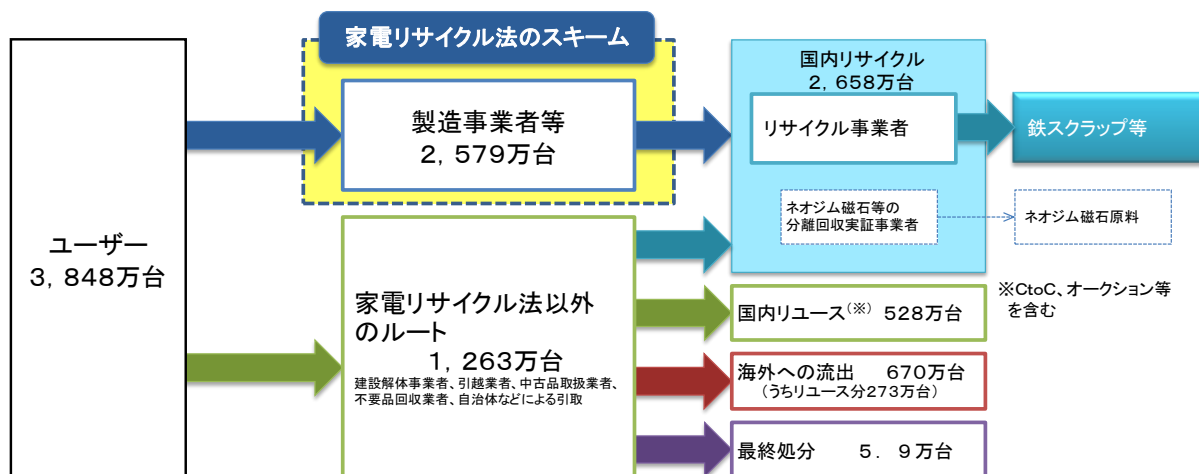 家電リサイクル法のスキーム
製造事業者等
2,579万台
国内リサイクル
2,658万台
リサイクル事業者
鉄スクラップ等
ネオジム磁石等の
分離回収実証事業者
ネオジム磁石原料
ユーザー
3,848万台
家電リサイクル法以外
のルート
1,263万台
建設解体事業者、引越業者、中古品取扱業者、
不要品回収業者、自治体などによる引取
国内リユース(※) 528万台
※CtoC、オークション等
を含む
海外への流出 670万台
(うちリユース分273万台)
最終処分 5.9万台